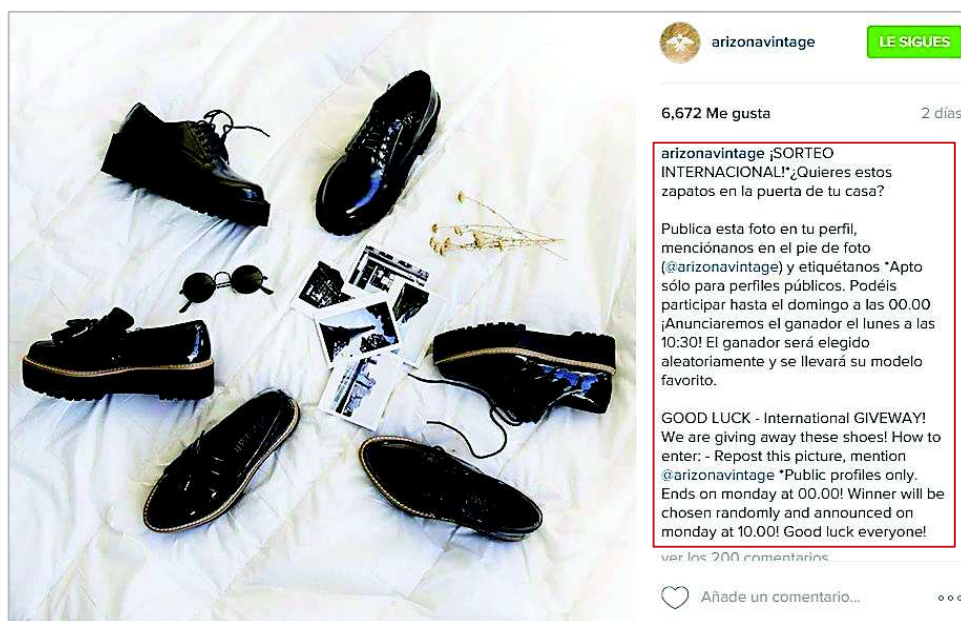 arizonavintage
LE SIGUES
6,672 Me gusta
2 días
arizonavintage ¡SORTEO
INTERNACIONAL!*¿Quieres estos
zapatos en la puerta de tu casa?
Publica esta foto en tu perfil,
menciónanos en el pie de foto
(@arizonavintage) y etiquétanos *Apto
sólo para perfiles públicos. Podéis
participar hasta el domingo a las 00.00
¡Anunciaremos el ganador el lunes a las
10:30! El ganador será elegido
aleatoriamente y se llevará su modelo
favorito.
GOOD LUCK - International GIVEWAY!
We are giving away these shoes! How to
enter: - Repost this picture, mention
@arizonavintage *Public profiles only.
Ends on monday at 00.00! Winner will be
chosen randomly and announced on
monday at 10.00! Good luck everyone!
ver los 200 comentarios
Añade un comentario...